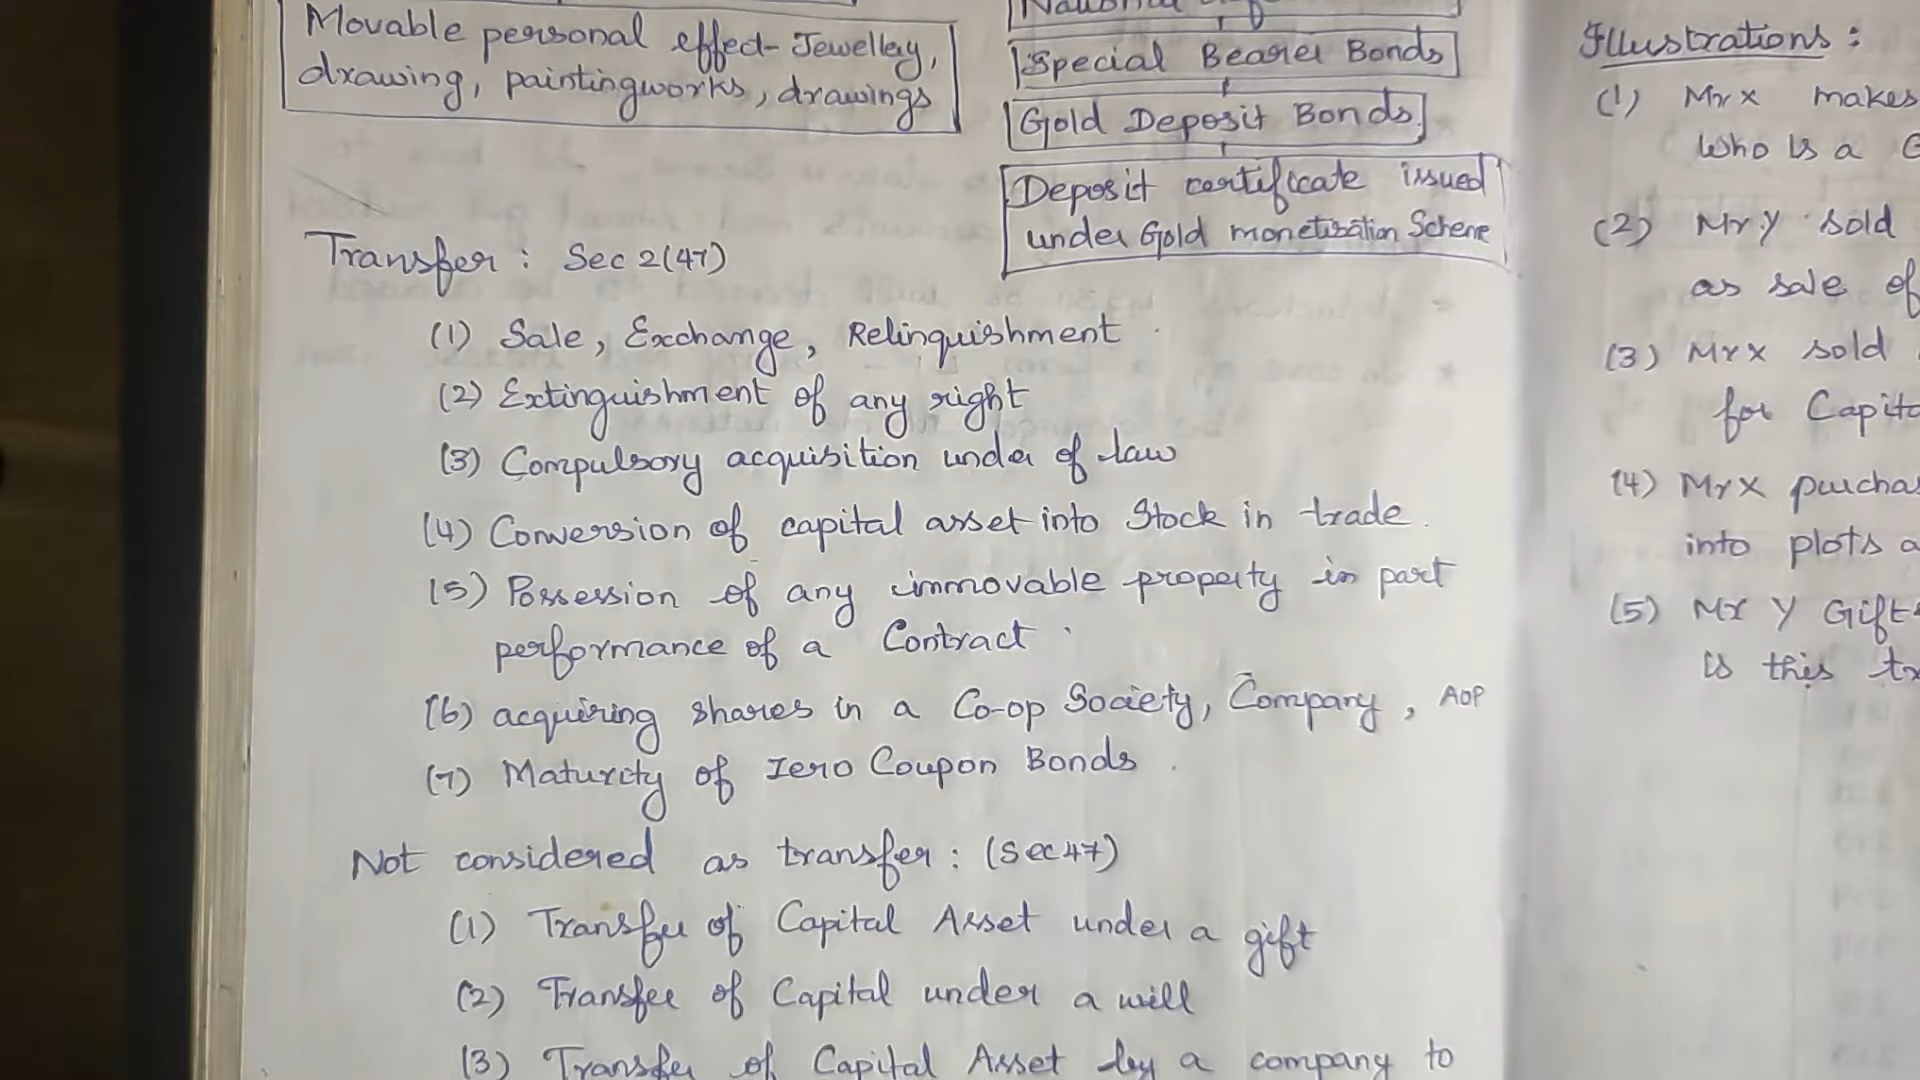 Movable personal effect- Jewellery,
drawing, paintingworks, drawings
National
Special Bearer Bonds
Gold Deposit Bonds
Deposit certificate issued
under Gold monetization Scheme
Transfer : Sec 2(47)
(1) Sale, Exchange, Relinquishment
(2) Extinguishment of any right
(3) Compulsory acquisition under of law
(4) Conversion of capital asset into Stock in trade.
(5) Possession of any immovable property in part
performance of a Contract.
(6) acquiring shares in a Co-op Society, Company, AOP
(7) Maturity of Zero Coupon Bonds.
Not considered as transfer : (Sec 47)
(1) Transfer of Capital Asset under a gift
(2) Transfer of Capital under a will
(3) Transfer of Capital Asset by a company to
Illustrations :
(1) Mr X makes
Who is a
(2) Mr Y sold
as sale of
(3) Mr X sold
for
(4) Mr X
into plots
(5) Mr Y Gift
Is this